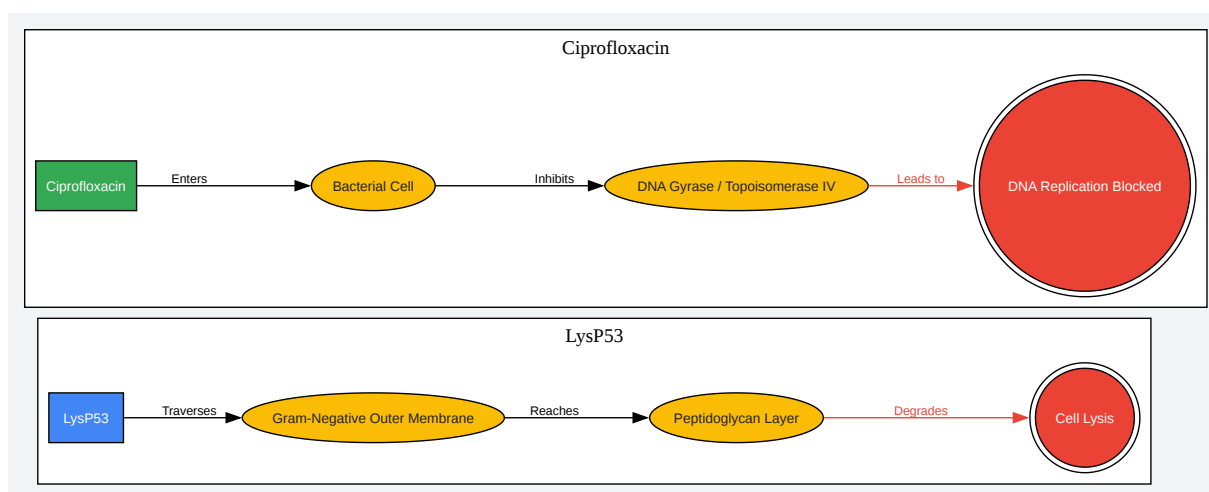 Ciprofloxacin
Ciprofloxacin
Enters
Bacterial Cell
Inhibits
DNA Gyrase / Topoisomerase IV
Leads to
DNA Replication Blocked
LysP53
LysP53
Traverses
Gram-Negative Outer Membrane
Reaches
Peptidoglycan Layer
Degrades
Cell Lysis